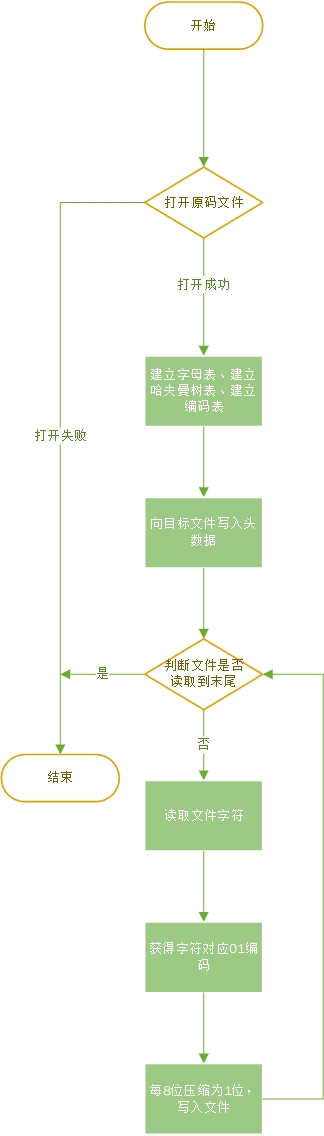 开始
打开原码文件
打开成功
建立字母表、建立
哈夫曼树表、建立
编码表
打开失败
向目标文件写入头
数据
判断文件是否
读取到末尾
是
否
结束
读取文件字符
获得字符对应01编
码
每8位压缩为1位，
写入文件